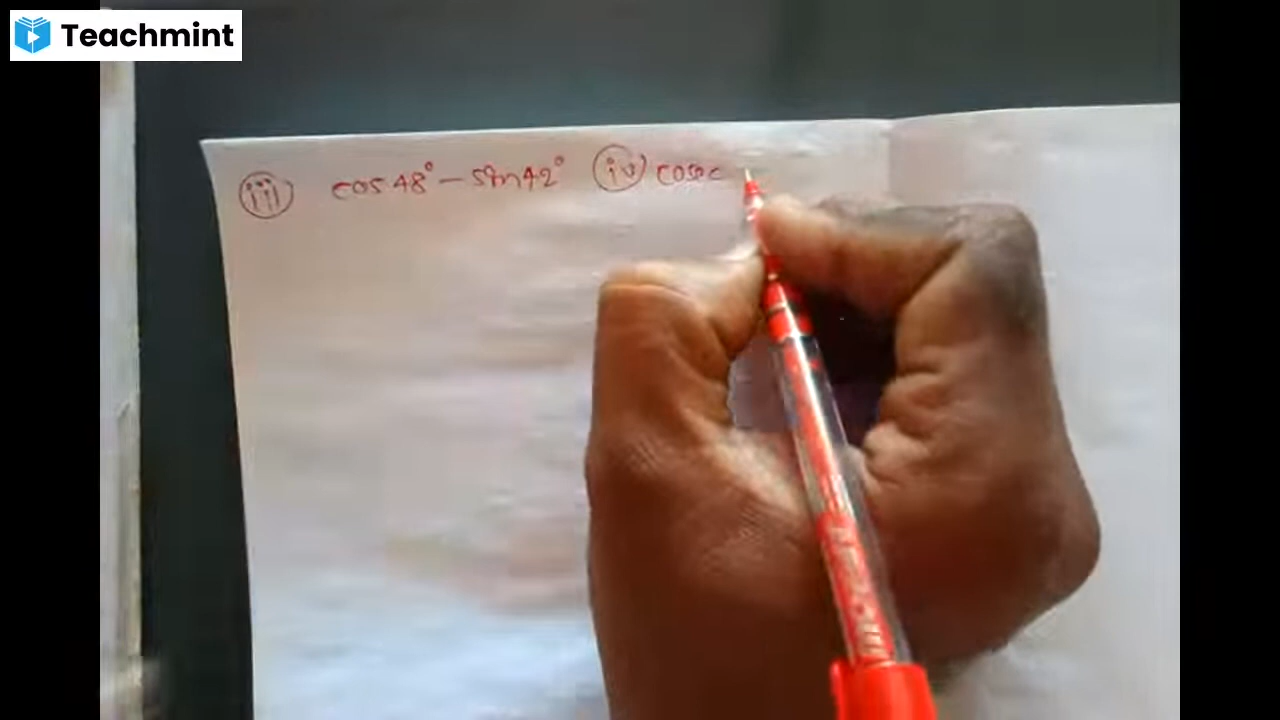 Teachmint
(iii) cos 48° - sin 42° (iv) cosec